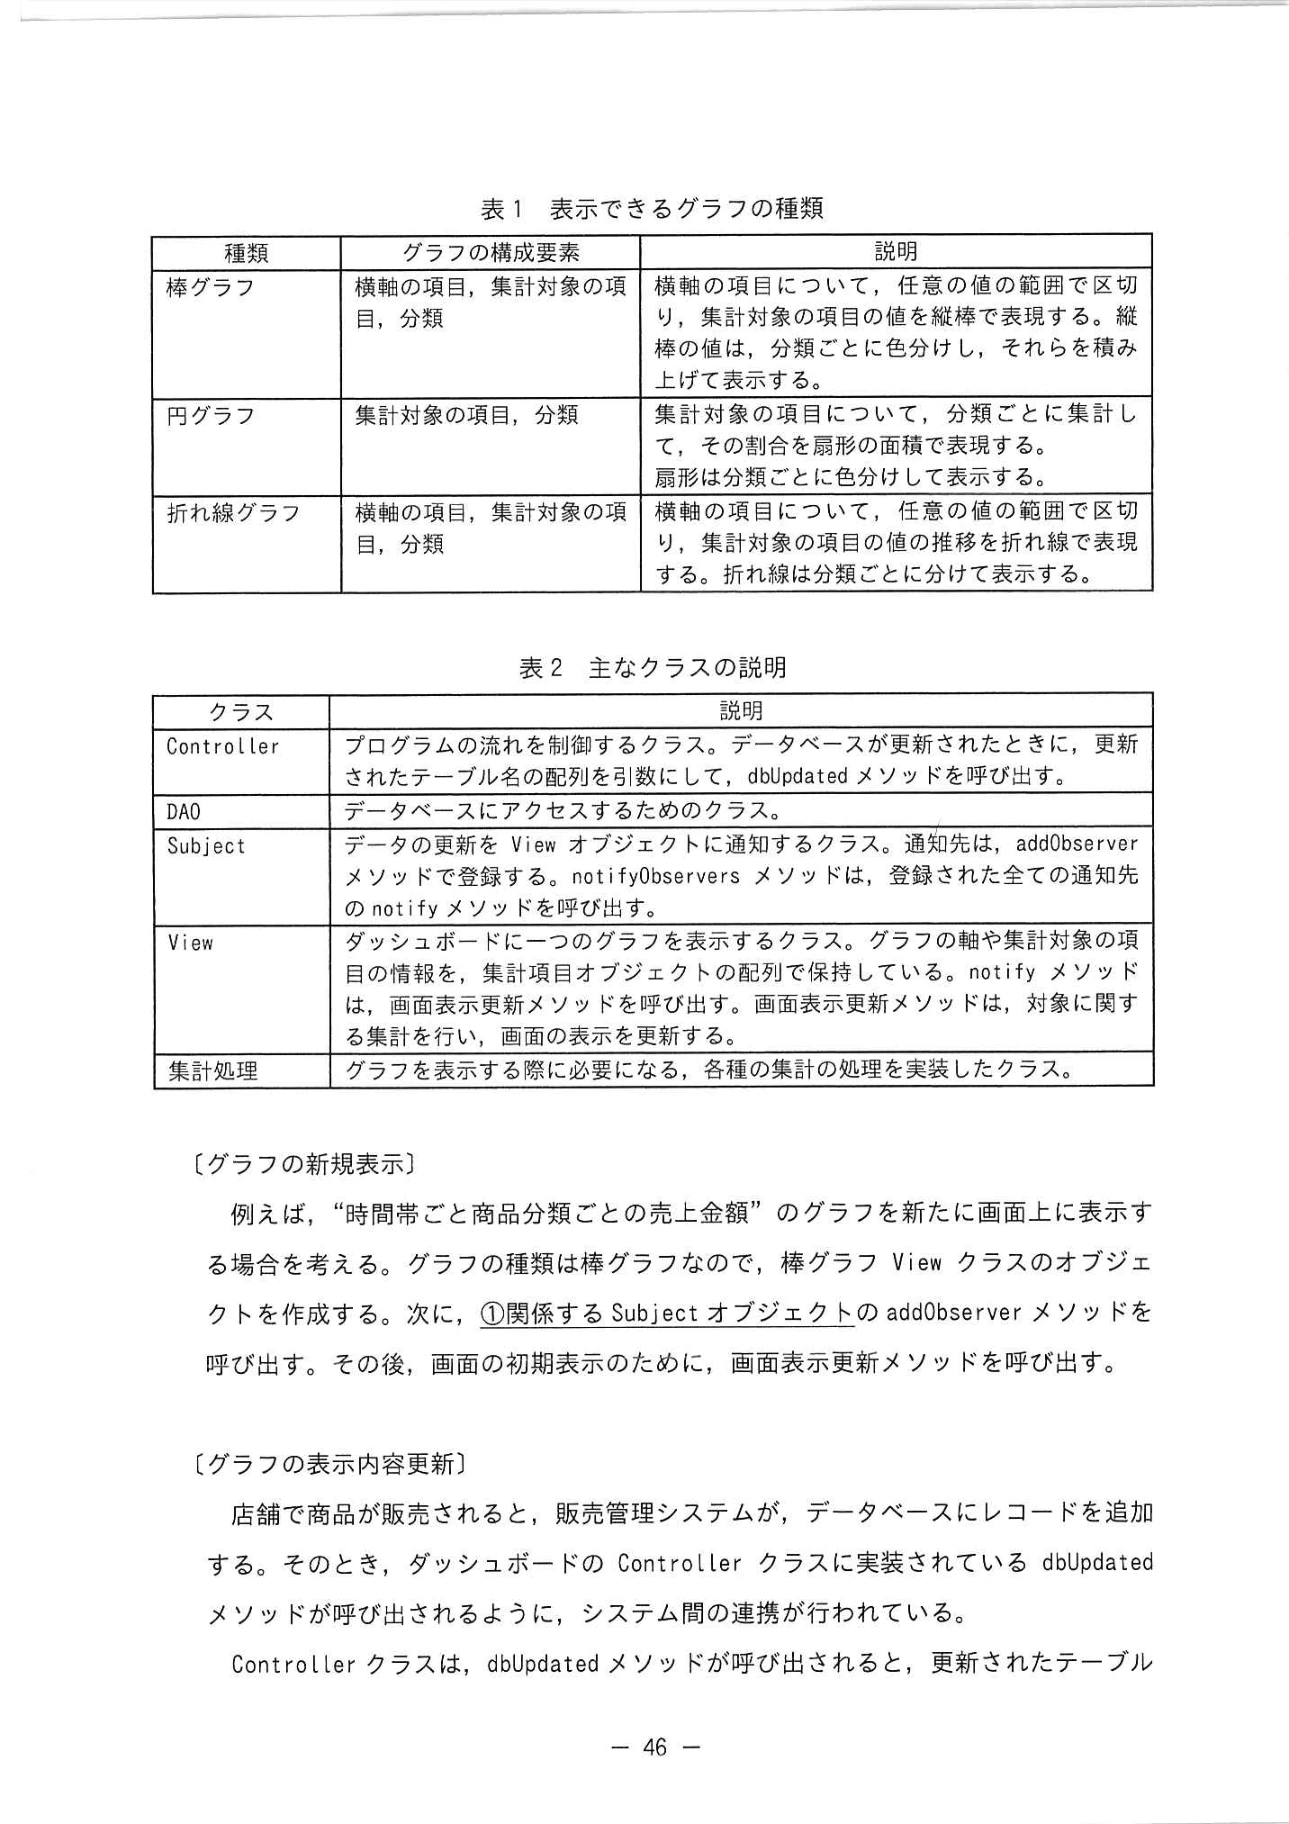 表1　表示できるグラフの種類
種類　グラフの構成要素　説明
棒グラフ　横軸の項目，集計対象の項目，分類　横軸の項目について，任意の値の範囲で区切り，集計対象の項目の値を縦棒で表現する。縦棒の値は，分類ごとに色分けし，それらを積み上げて表示する。
円グラフ　集計対象の項目，分類　集計対象の項目について，分類ごとに集計して，その割合を扇形の面積で表現する。扇形は分類ごとに色分けして表示する。
折れ線グラフ　横軸の項目，集計対象の項目，分類　横軸の項目について，任意の値の範囲で区切り，集計対象の項目の値の推移を折れ線で表現する。折れ線は分類ごとに分けて表示する。
表2　主なクラスの説明
クラス　説明
Controller　プログラムの流れを制御するクラス。データベースが更新されたときに，更新
されたテーブル名の配列を引数にして，dbUpdated メソッドを呼び出す。
DAO　データベースにアクセスするためのクラス。
Subject　データの更新を View オブジェクトに通知するクラス。通知先は，addObserver
メソッドで登録する。notifyObservers メソッドは，登録された全ての通知先
の notify メソッドを呼び出す。
View　ダッシュボードに一つのグラフを表示するクラス。グラフの軸や集計対象の項
目の情報を，集計項目オブジェクトの配列で保持している。notify メソッド
は，画面表示更新メソッドを呼び出す。画面表示更新メソッドは，対象に関す
る集計を行い，画面の表示を更新する。
集計処理　グラフを表示する際に必要になる，各種の集計の処理を実装したクラス。
〔グラフの新規表示〕
例えば，“時間帯ごと商品分類ごとの売上金額” のグラフを新たに画面上に表示す
る場合を考える。グラフの種類は棒グラフなので，棒グラフ View クラスのオブジェ
クトを作成する。次に，①関係する Subject オブジェクトの addObserver メソッドを
呼び出す。その後，画面の初期表示のために，画面表示更新メソッドを呼び出す。
〔グラフの表示内容更新〕
店舗で商品が販売されると，販売管理システムが，データベースにレコードを追加
する。そのとき，ダッシュボードの Controller クラスに実装されている dbUpdated
メソッドが呼び出されるように，システム間の連携が行われている。
Controller クラスは，dbUpdated メソッドが呼び出されると，更新されたテーブル
－ 46 －